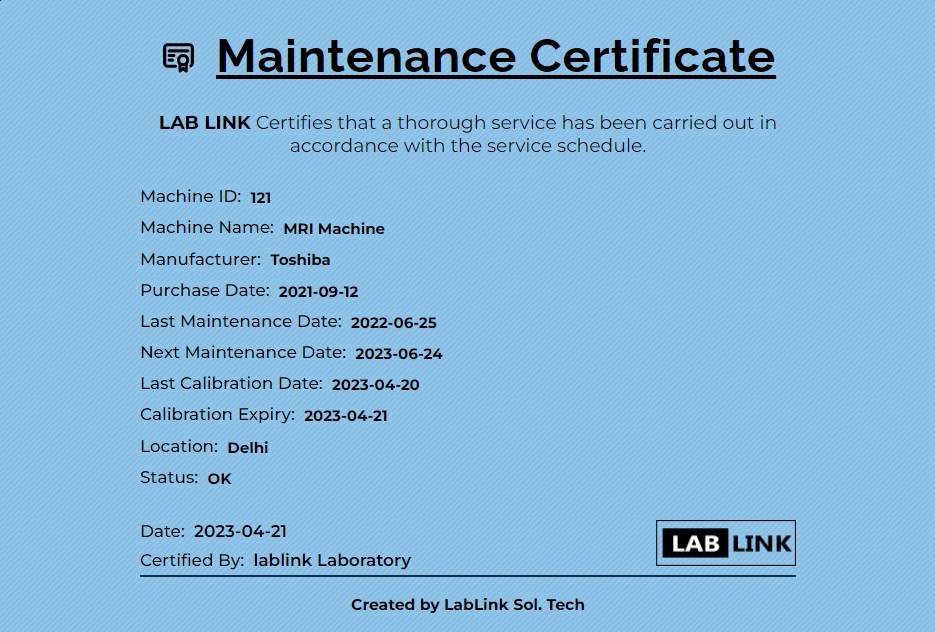 Maintenance Certificate
LAB LINK Certifies that a thorough service has been carried out in
accordance with the service schedule.
Machine ID: 121
Machine Name: MRI Machine
Manufacturer: Toshiba
Purchase Date: 2021-09-12
Last Maintenance Date: 2022-06-25
Next Maintenance Date: 2023-06-24
Last Calibration Date: 2023-04-20
Calibration Expiry: 2023-04-21
Location: Delhi
Status: OK
Date: 2023-04-21
Certified By: lablink Laboratory
LAB LINK
Created by LabLink Sol. Tech